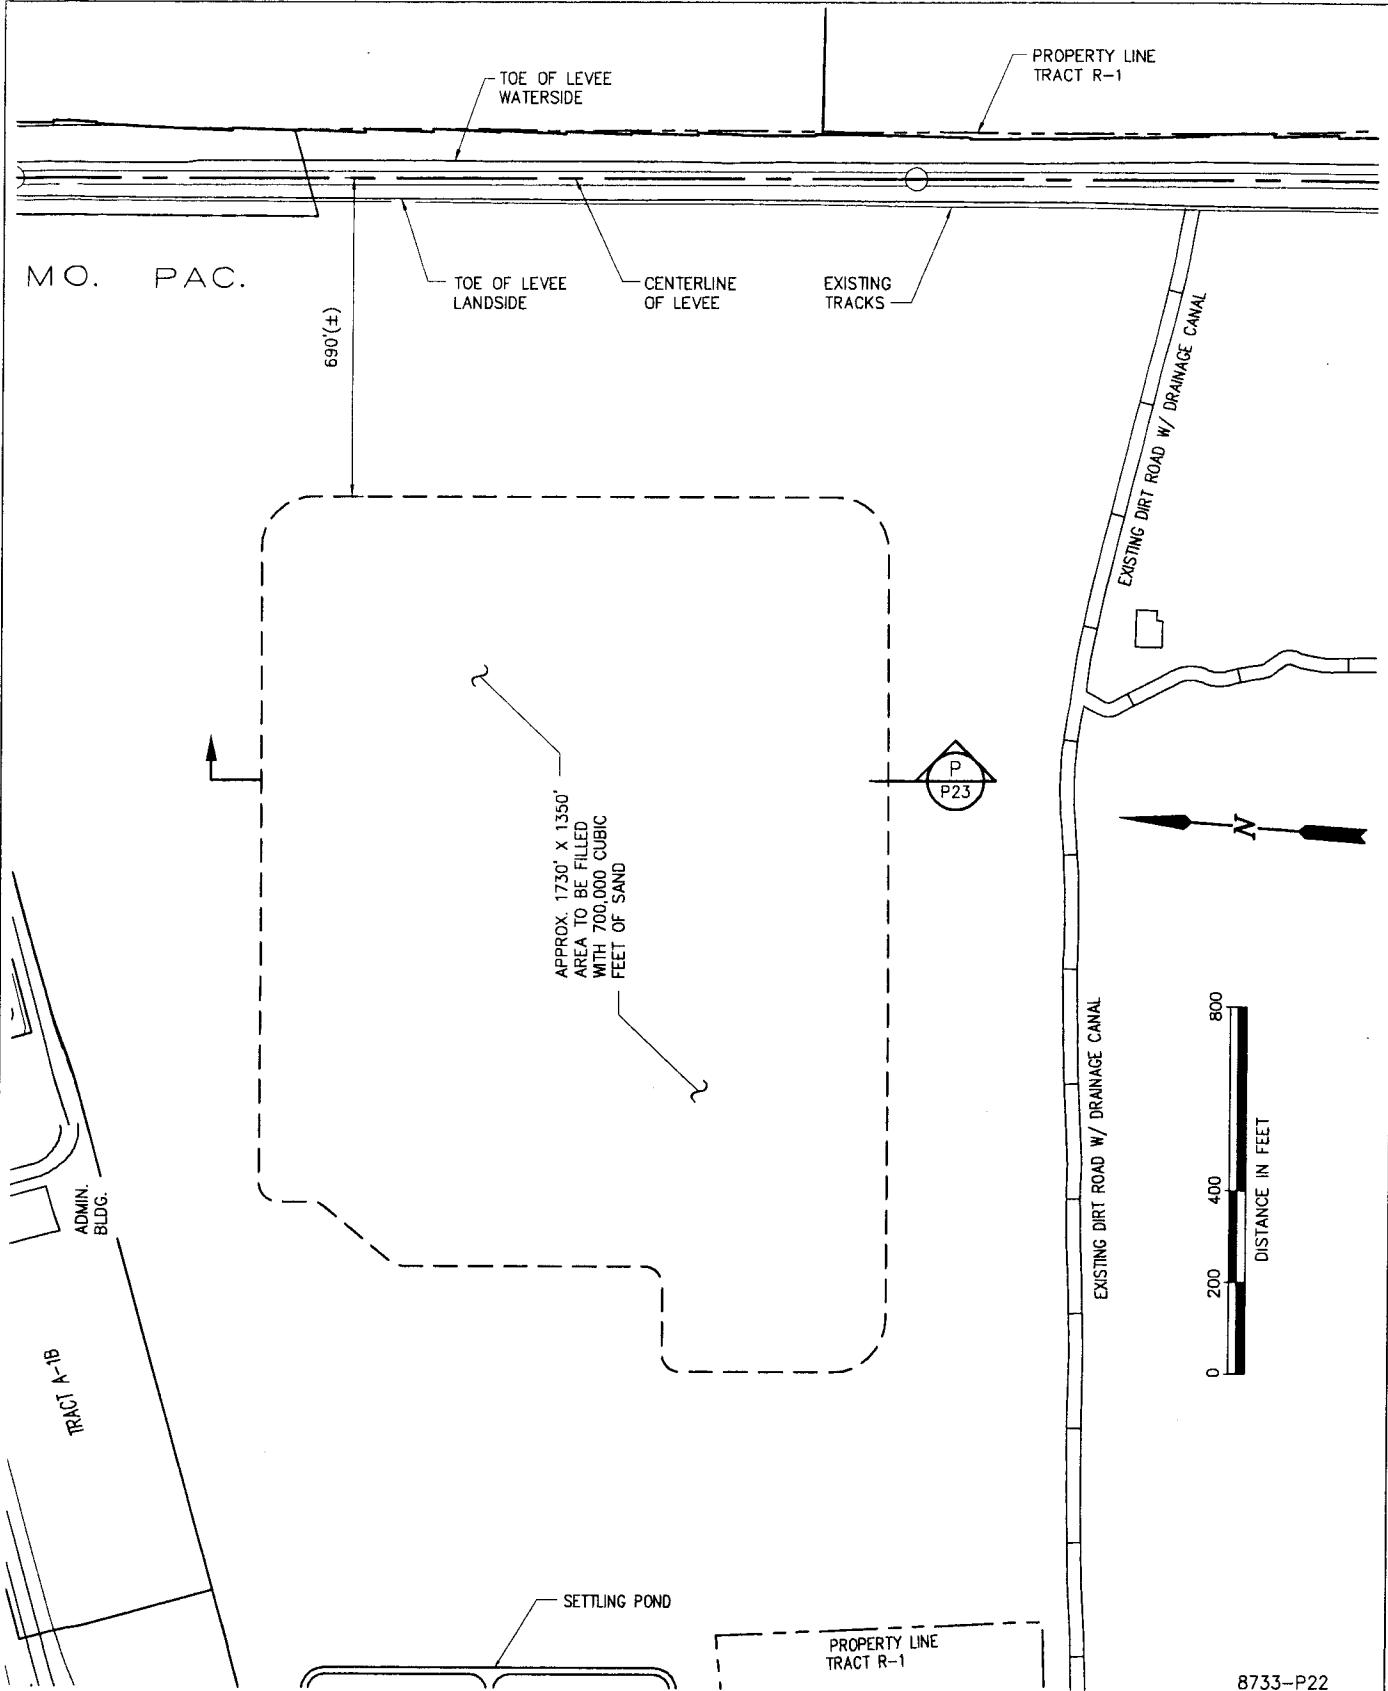 PROPERTY LINE
TRACT R-1
TOE OF LEVEE
WATERSIDE
MO. PAC.
TOE OF LEVEE
LANDSIDE
CENTERLINE
OF LEVEE
EXISTING
TRACKS
690'(±)
EXISTING DIRT ROAD W/ DRAINAGE CANAL
P
P23
APPROX. 1730' X 1350'
AREA TO BE FILLED
WITH 700,000 CUBIC
FEET OF SAND
N
EXISTING DIRT ROAD W/ DRAINAGE CANAL
0
200
400
800
DISTANCE IN FEET
ADMIN.
BLDG.
TRACT A-1B
SETTLING POND
PROPERTY LINE
TRACT R-1
8733-P22